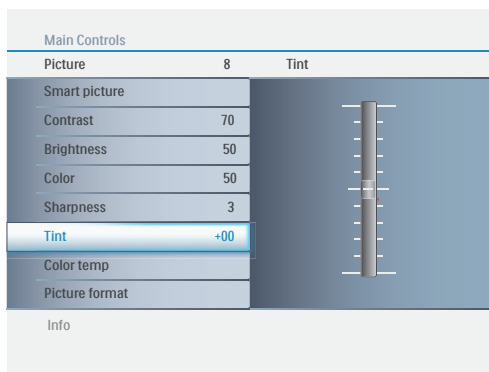 Main Controls
Picture 8 Tint
Smart picture
Contrast 70
Brightness 50
Color 50
Sharpness 3
Tint +00
Color temp
Picture format
Info